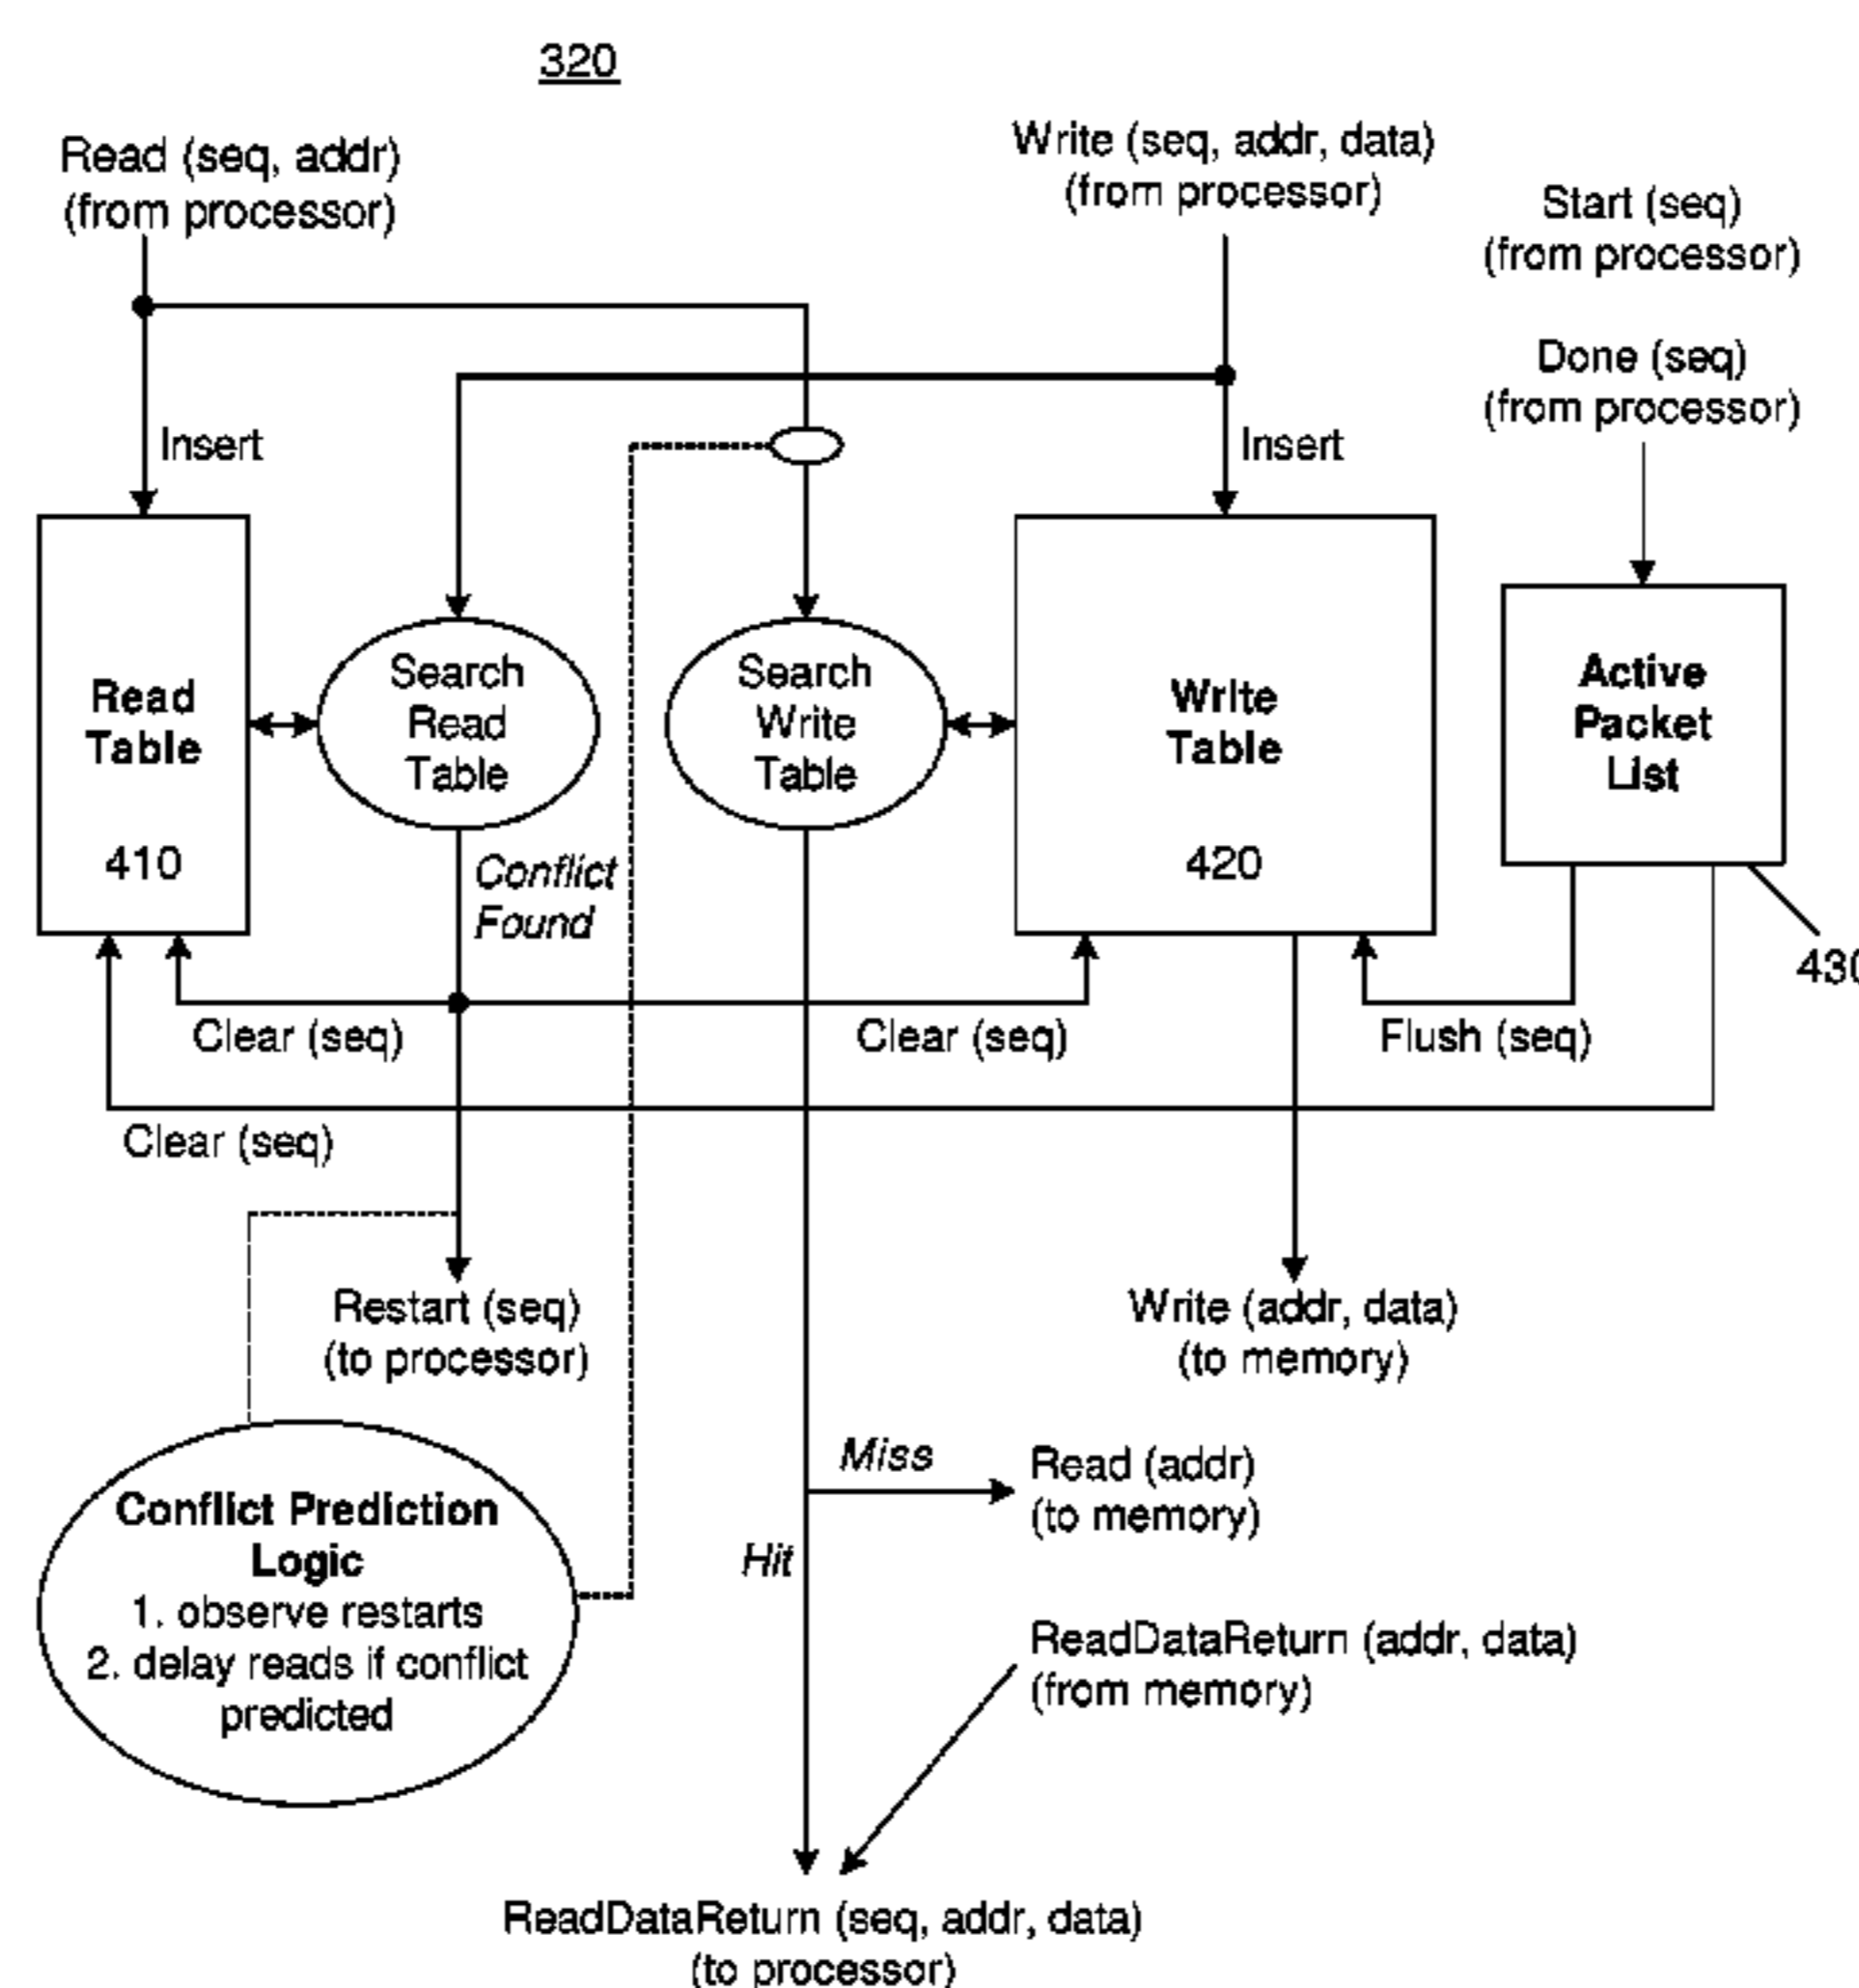 320
Read (seq, addr)
(from processor)
Write (seq, addr, data)
(from processor)
Start (seq)
(from processor)
Done (seq)
(from processor)
Insert
Insert
Read
Table
410
Search
Read
Table
Search
Write
Table
Write
Table
420
Active
Packet
List
430
Conflict
Found
Clear (seq)
Clear (seq)
Flush (seq)
Clear (seq)
Restart (seq)
(to processor)
Write (addr, data)
(to memory)
Miss
Read (addr)
(to memory)
Hit
Conflict Prediction
Logic
1. observe restarts
2. delay reads if conflict
predicted
ReadDataReturn (addr, data)
(from memory)
ReadDataReturn (seq, addr, data)
(to processor)